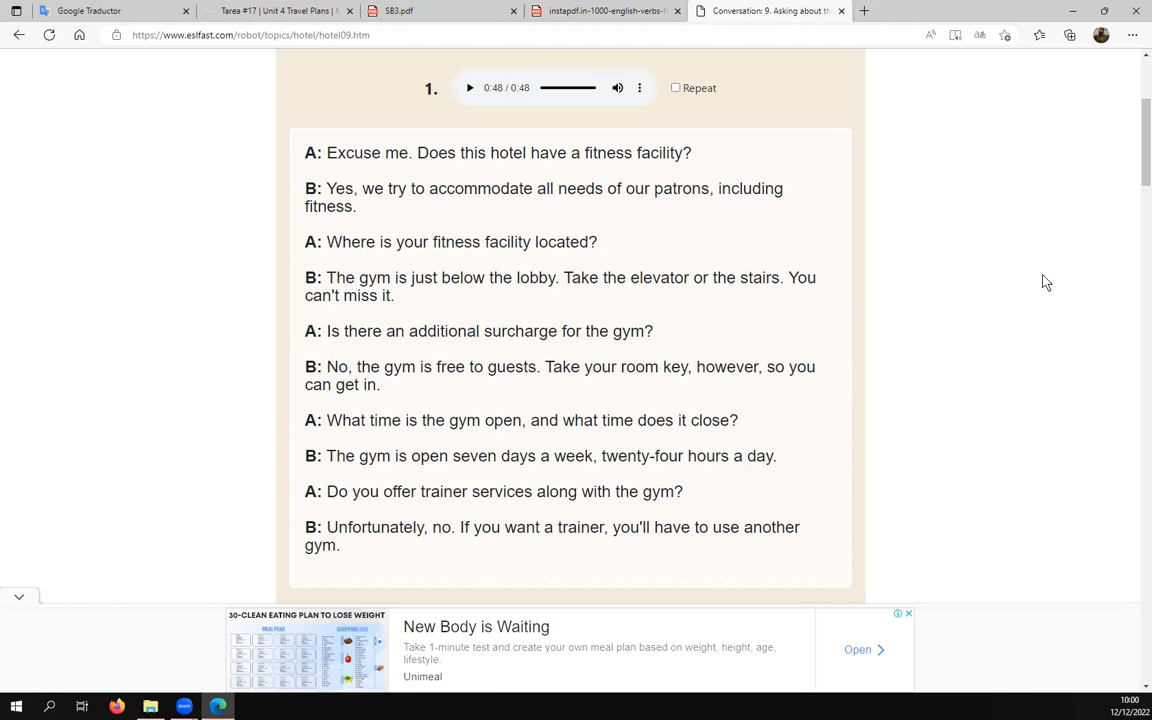 Google Traductor
Tarea #17 | Unit 4 Travel Plans |
SB3.pdf
instapdf.in-1000-english-verbs-f
Conversation: 9. Asking about th
https://www.eslfast.com/robot/topics/hotel/hotel09.htm
1.
0:48 / 0:48
Repeat
A: Excuse me. Does this hotel have a fitness facility?
B: Yes, we try to accommodate all needs of our patrons, including
fitness.
A: Where is your fitness facility located?
B: The gym is just below the lobby. Take the elevator or the stairs. You
can't miss it.
A: Is there an additional surcharge for the gym?
B: No, the gym is free to guests. Take your room key, however, so you
can get in.
A: What time is the gym open, and what time does it close?
B: The gym is open seven days a week, twenty-four hours a day.
A: Do you offer trainer services along with the gym?
B: Unfortunately, no. If you want a trainer, you'll have to use another
gym.
30-CLEAN EATING PLAN TO LOSE WEIGHT
MEAL PLAN
SHOPPING LIST
New Body is Waiting
Take 1-minute test and create your own meal plan based on weight, height, age,
lifestyle.
Unimeal
Open
10:00
12/12/2022